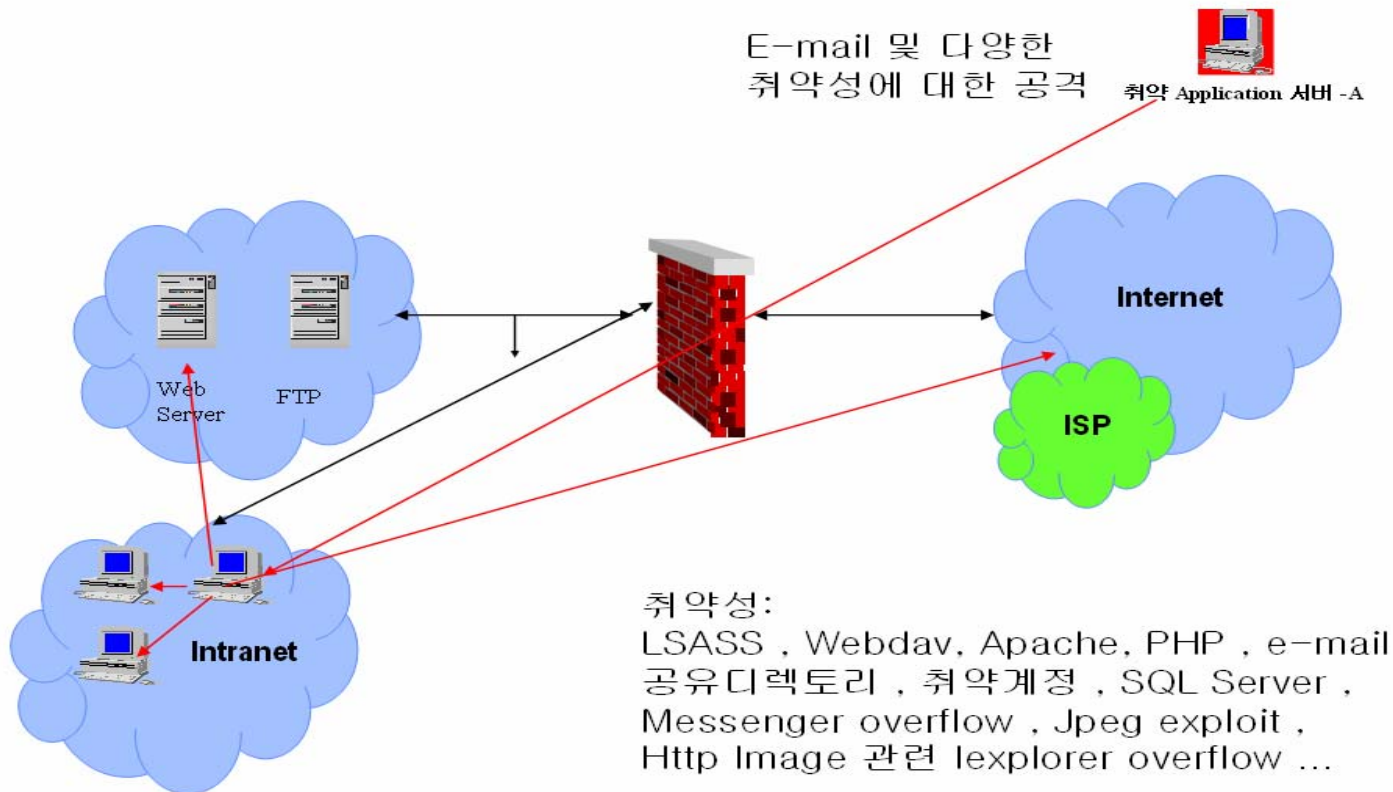 E-mail 및 다양한
취약성에 대한 공격
취약 Application 서버 -A
Internet
ISP
Web
Server
FTP
Intranet
취약성:
LSASS , Webdav, Apache, PHP , e-mail
공유디렉토리 , 취약계정 , SQL Server ,
Messenger overflow , Jpeg exploit ,
Http Image 관련 Iexplorer overflow ...